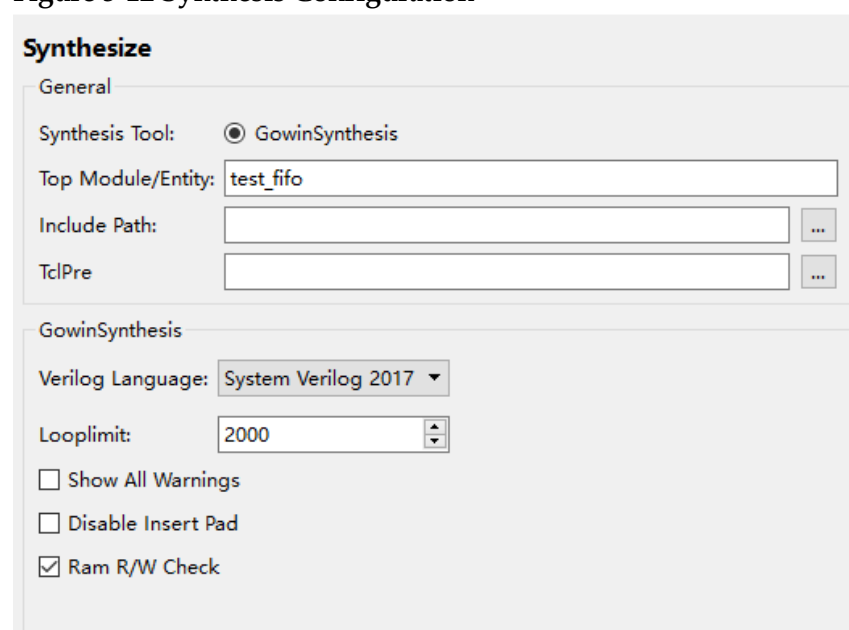 Synthesize
General
Synthesis Tool: GowinSynthesis
Top Module/Entity: test_fifo
Include Path: ...
TclPre ...
GowinSynthesis
Verilog Language: System Verilog 2017
Looplimit: 2000
Show All Warnings
Disable Insert Pad
Ram R/W Check